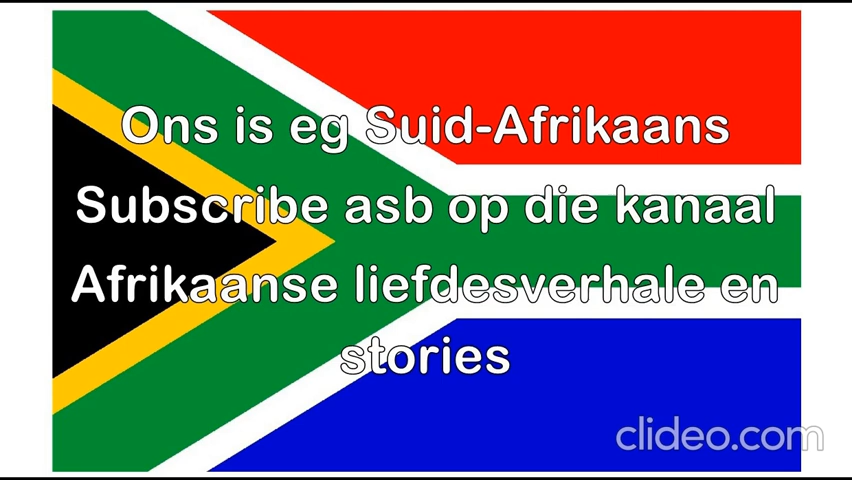 Ons is eg Suid-Afrikaans
Subscribe asb op die kanaal
Afrikaanse liefdesverhale en
stories
clideo.com